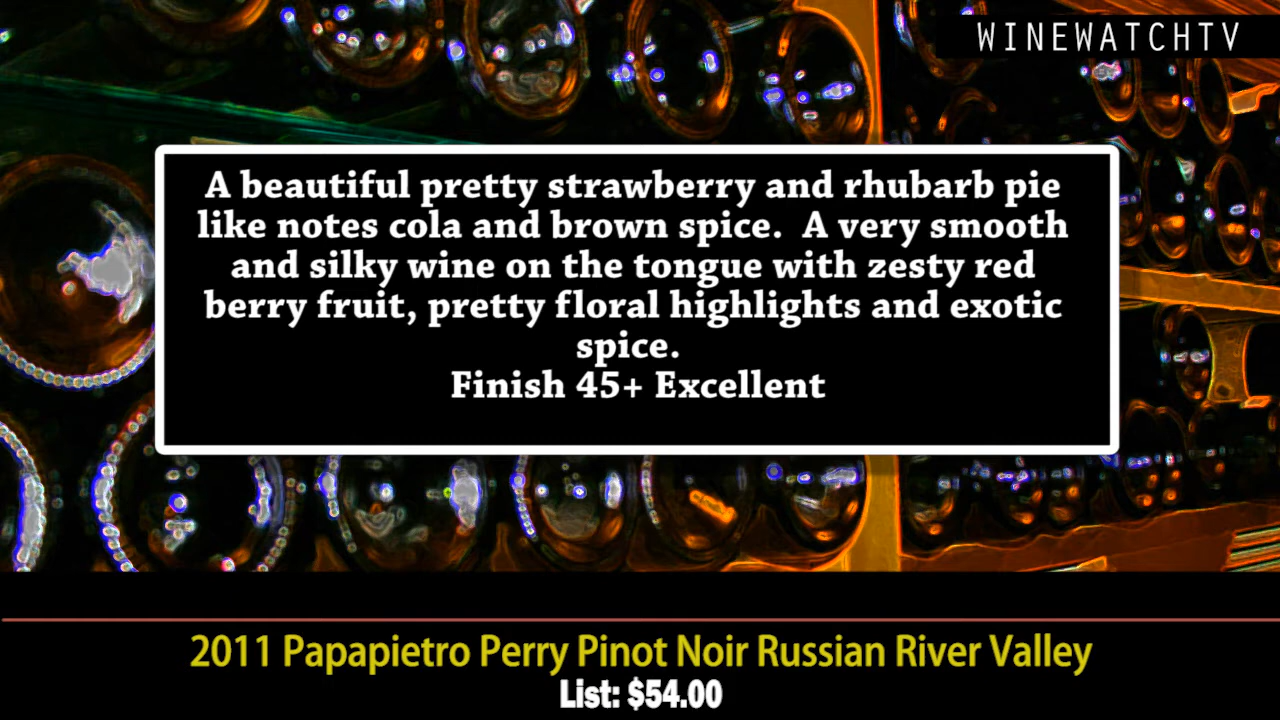 WINEWATCHTV
A beautiful pretty strawberry and rhubarb pie
like notes cola and brown spice.  A very smooth
and silky wine on the tongue with zesty red
berry fruit, pretty floral highlights and exotic
spice.
Finish 45+ Excellent
2011 Papapietro Perry Pinot Noir Russian River Valley
List: $54.00